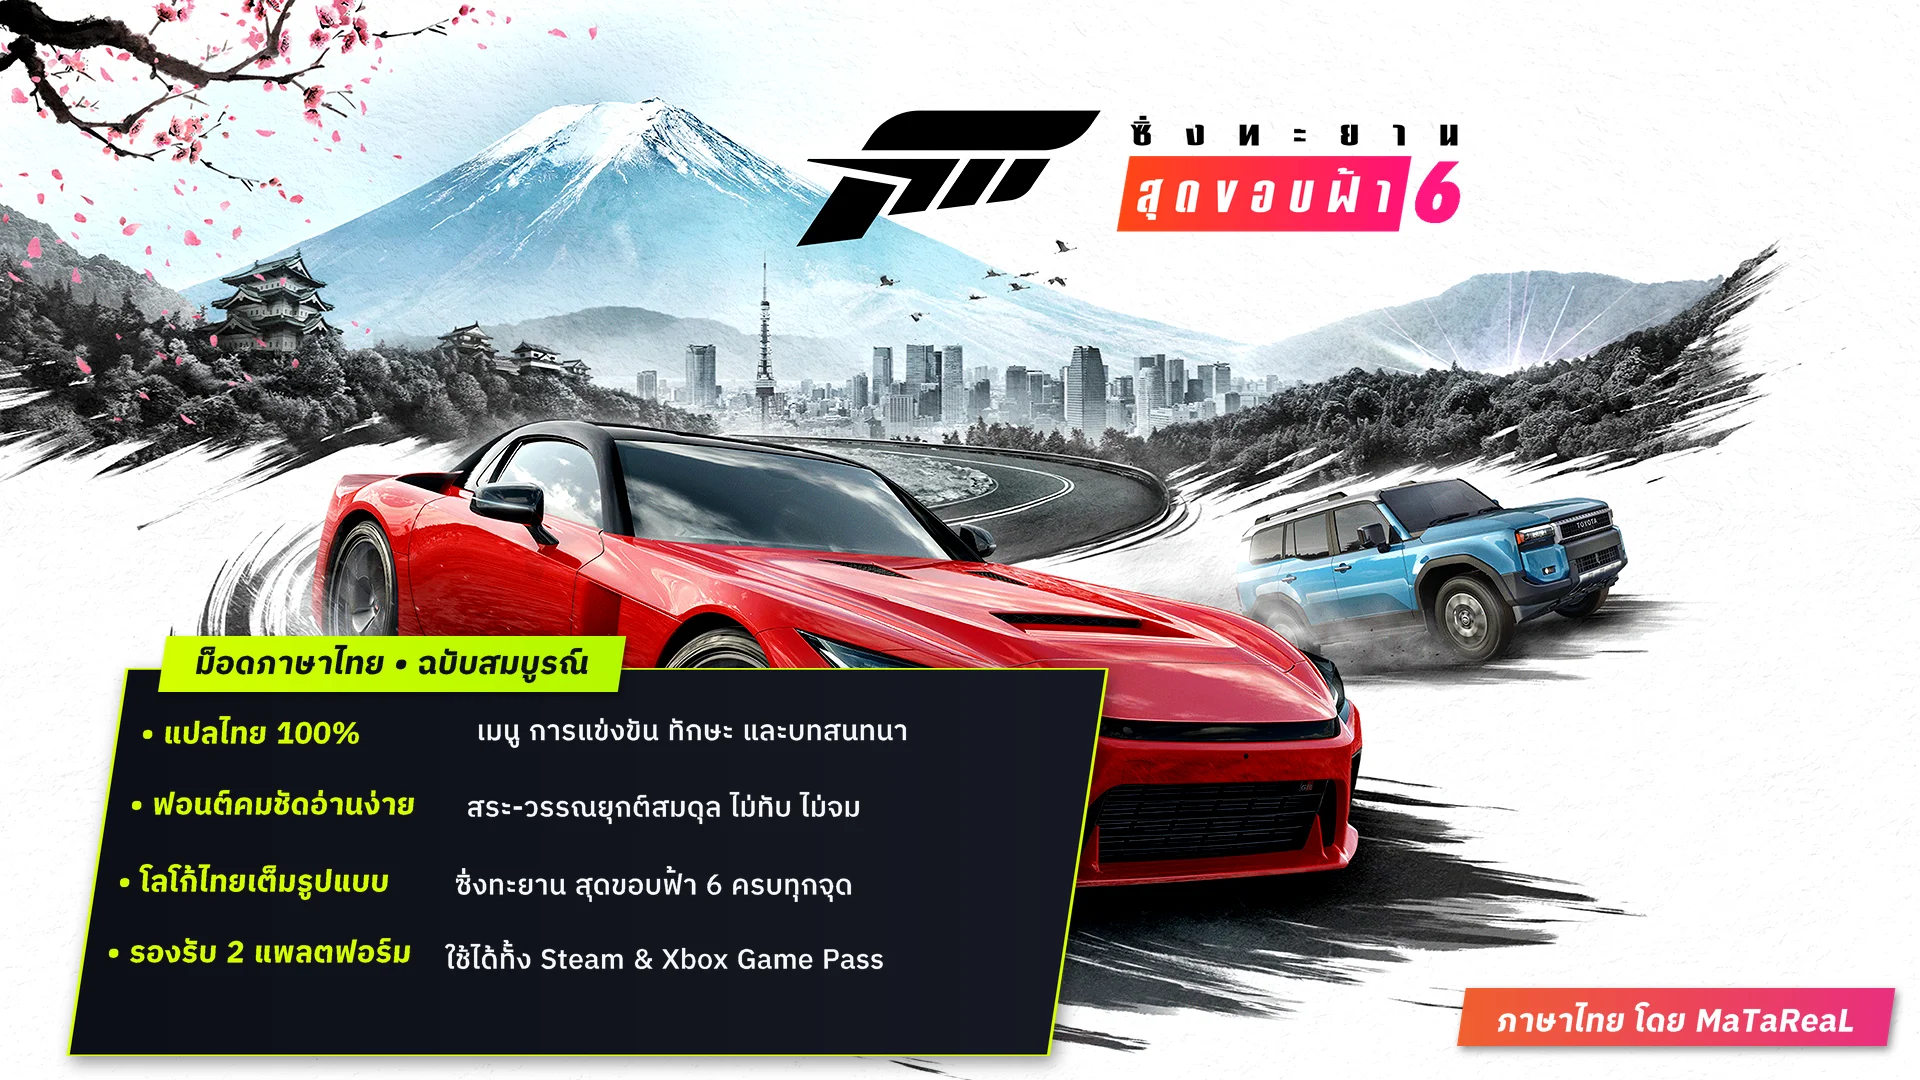 ซิ่งทะยาน
สุดขอบฟ้า 6
TOYOTA
ม็อดภาษาไทย • ฉบับสมบูรณ์
• แปลไทย 100% เมนู การแข่งขัน ทักษะ และบทสนทนา
• ฟอนต์คมชัดอ่านง่าย สระ-วรรณยุกต์สมดุล ไม่ทับ ไม่จม
• โลโก้ไทยเต็มรูปแบบ ซิ่งทะยาน สุดขอบฟ้า 6 ครบทุกจุด
• รองรับ 2 แพลตฟอร์ม ใช้ได้ทั้ง Steam & Xbox Game Pass
ภาษาไทย โดย MaTaReaL